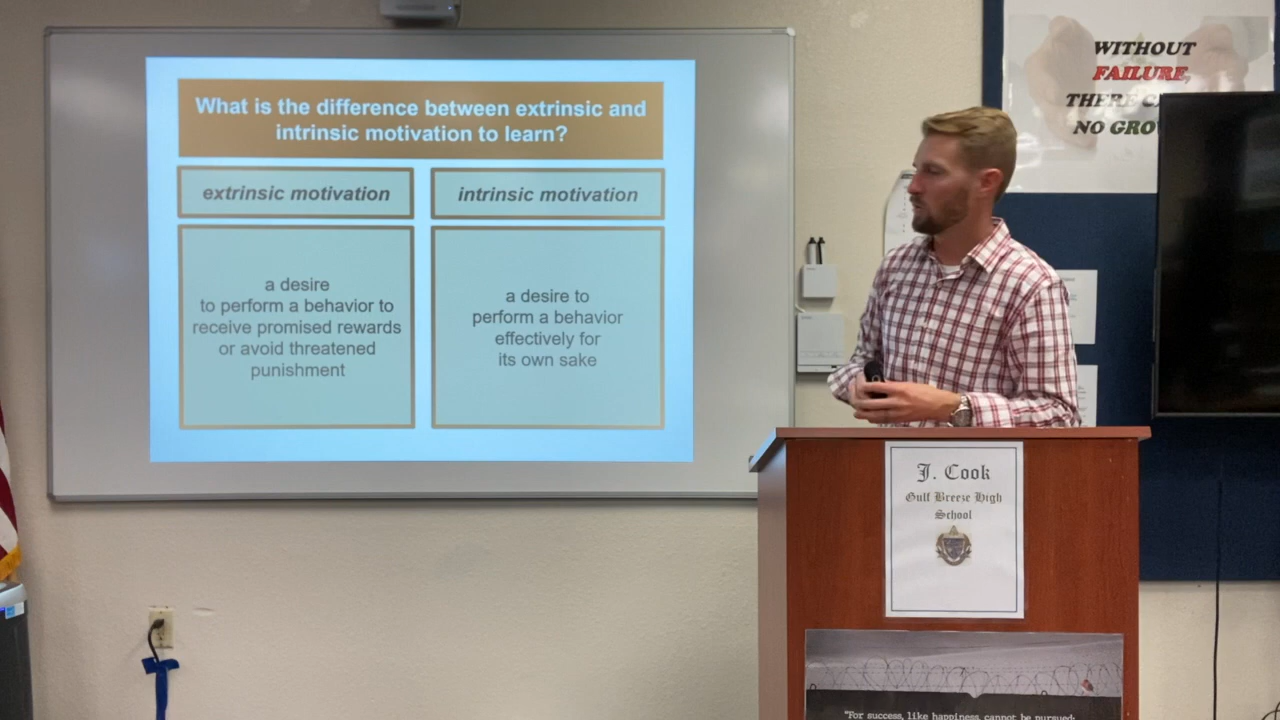 What is the difference between extrinsic and
intrinsic motivation to learn?
extrinsic motivation
intrinsic motivation
a desire
to perform a behavior to
receive promised rewards
or avoid threatened
punishment
a desire to
perform a behavior
effectively for
its own sake
WITHOUT
FAILURE,
THERE
NO GRO
J. Cook
Gulf Breeze High
School
"For success, like happiness, cannot be pursued;